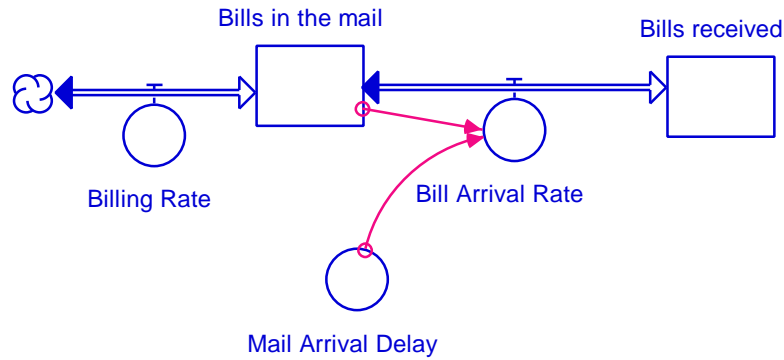 Bills in the mail
Bills received
Billing Rate
Bill Arrival Rate
Mail Arrival Delay